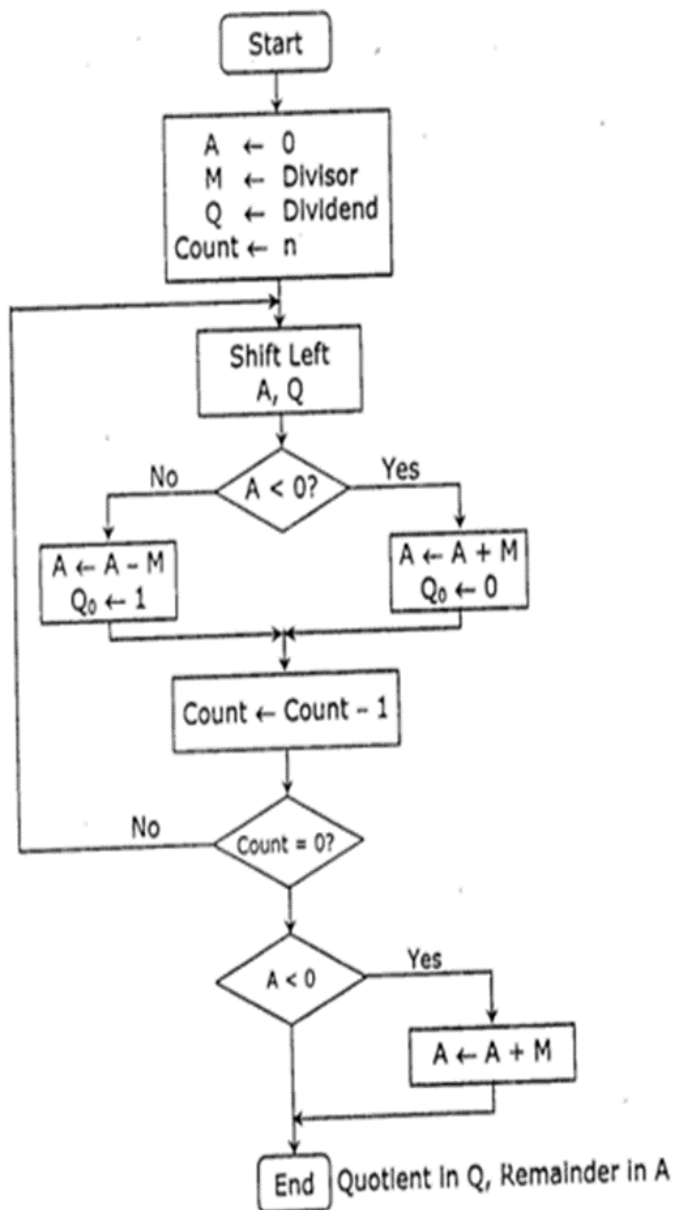 Start
A ← 0
M ← Divisor
Q ← Dividend
Count ← n
Shift Left
A, Q
No
A < 0?
Yes
A ← A - M
Q₀ ← 1
A ← A + M
Q₀ ← 0
Count ← Count - 1
No
Count = 0?
A < 0
Yes
A ← A + M
End
Quotient in Q, Remainder in A